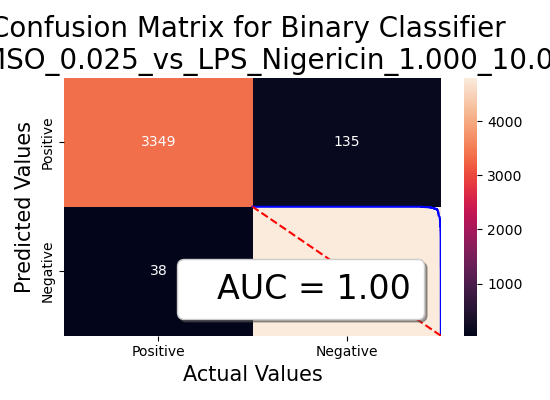 Confusion Matrix for Binary Classifier
MSO_0.025_vs_LPS_Nigericin_1.000_10.0
Predicted Values
Positive
Negative
3349
135
38
AUC = 1.00
Positive
Negative
Actual Values
4000
3000
2000
1000